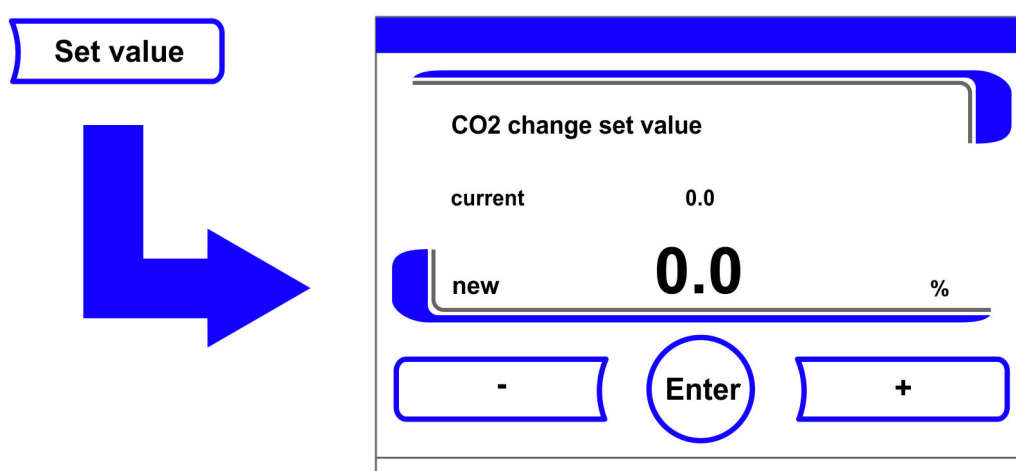 Set value
CO2 change set value
current 0.0
new 0.0 %
- Enter +